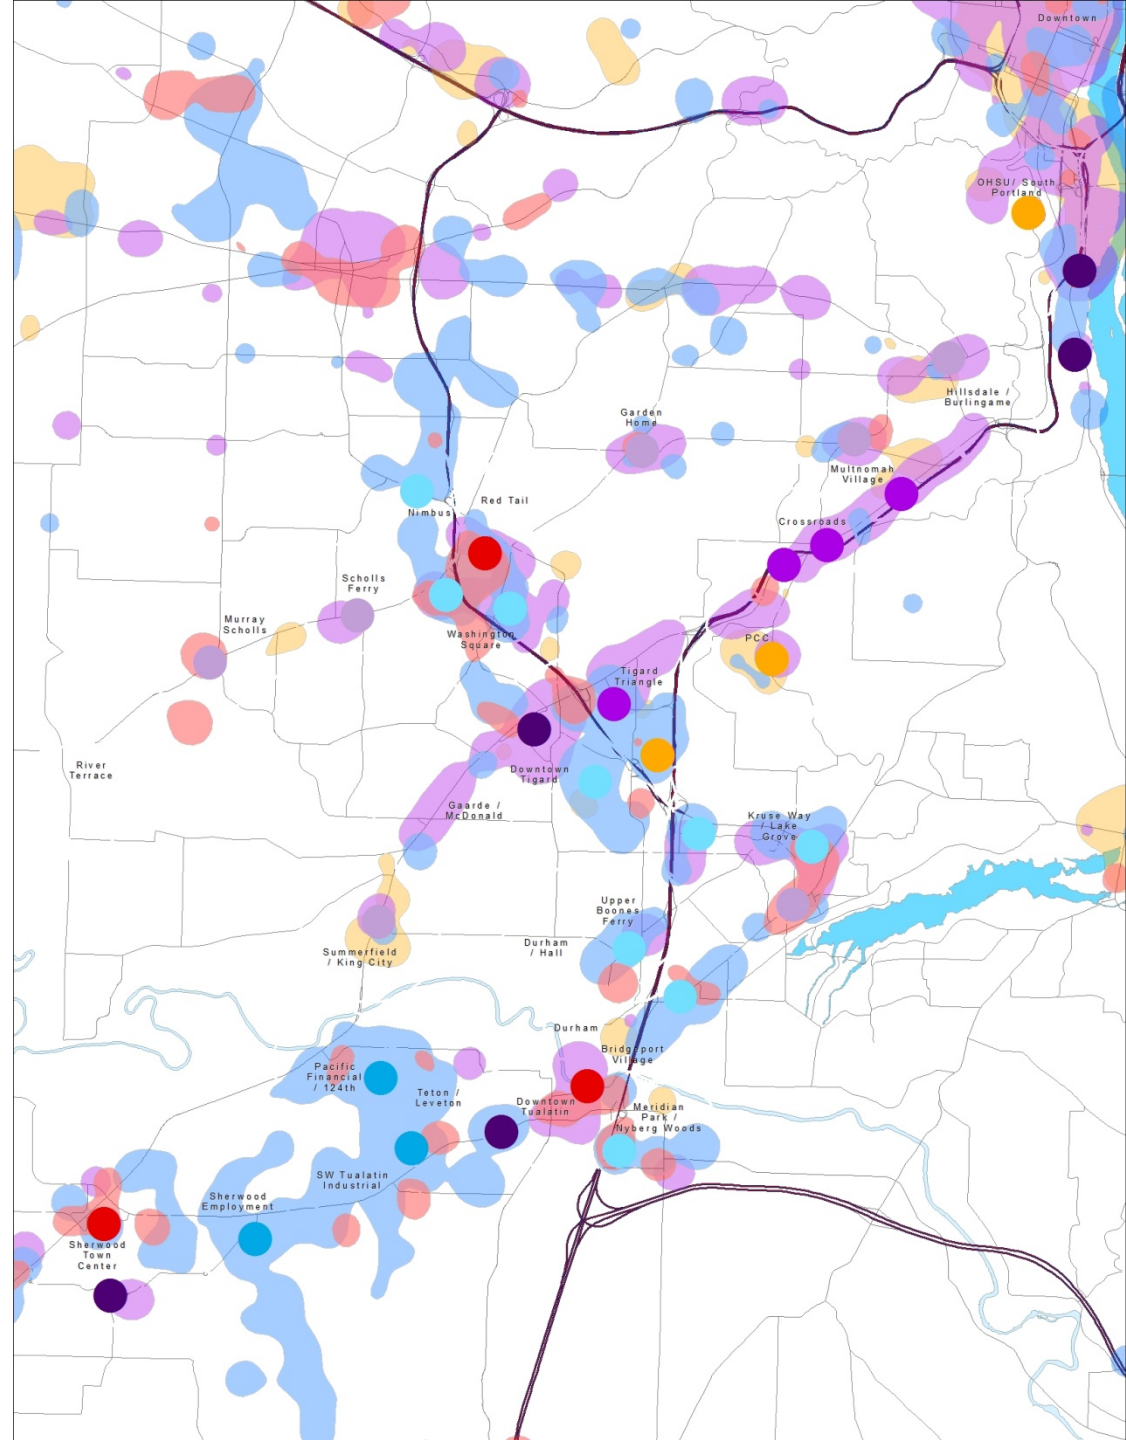 Downtown
OHSU/ South
Portland
Hillsdale /
Burlingame
Garden
Home
Multnomah
Village
Red Tail
Nimbus
Crossroads
Scholls
Ferry
Murray
Scholls
Washington
Square
PCC
Tigard
Triangle
River
Terrace
Downtown
Tigard
Gaarde /
McDonald
Kruse Way
/ Lake
Grove
Upper
Boones
Ferry
Durham
/ Hall
Summerfield
/ King City
Durham
Bridgeport
Village
Pacific
Financial
/ 124th
Teton /
Leveton
Downtown
Tualatin
Meridian
Park /
Nyberg Woods
SW Tualatin
Industrial
Sherwood
Employment
Sherwood
Town
Center